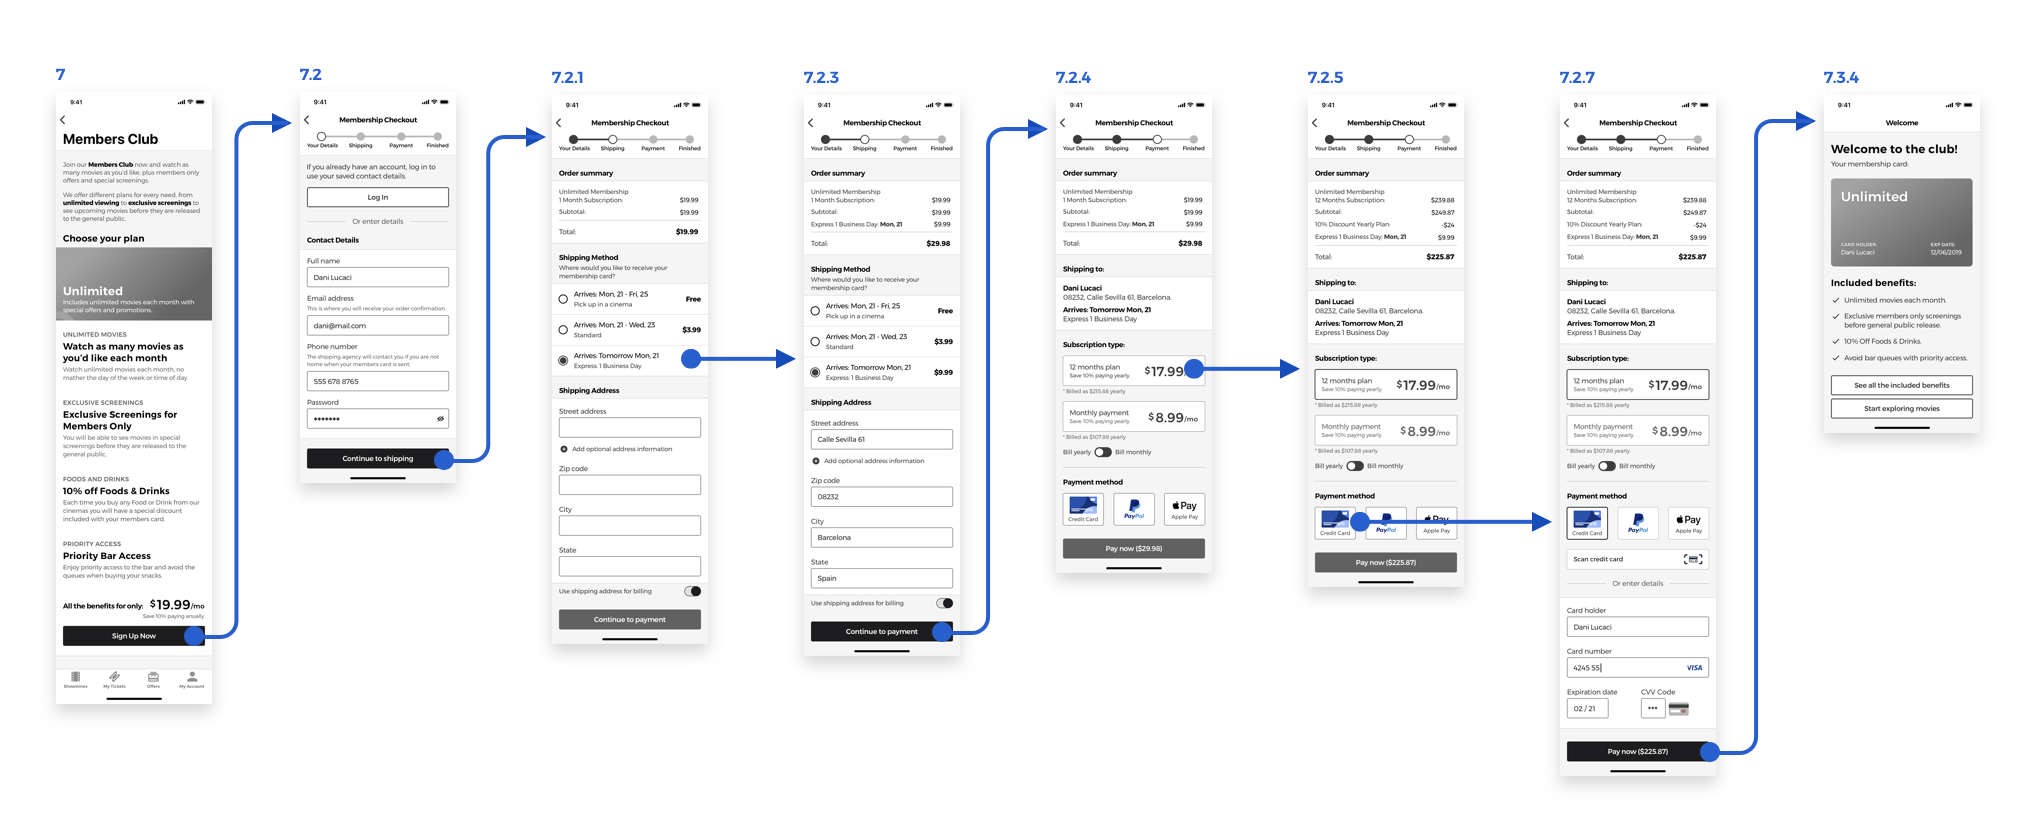 7
9:41
Members Club
Join our Members Club now and watch as
many movies as you'd like, plus members only
offers and special screenings.
We offer different plans for every need, from
unlimited viewing to exclusive screenings to
see upcoming movies before they are released
to the general public.
Choose your plan
Unlimited
Includes unlimited movies each month with
special offers and promotions.
UNLIMITED MOVIES
Watch as many movies as
you'd like each month
Watch unlimited movies each month, no
mather the day of the week or time of day.
EXCLUSIVE SCREENINGS
Exclusive Screenings for
Members Only
You will be able to see movies in special
screenings before they are released to the
general public.
FOODS AND DRINKS
10% off Foods & Drinks
Each time you buy any Food or Drink from our
cinemas you will have a special discount
included with your members card.
PRIORITY ACCESS
Priority Bar Access
Enjoy priority access to the bar and avoid the
queues when buying your snacks.
All the benefits for only: $19.99/mo
Save 10% paying anually.
Sign Up Now
Showtimes My Tickets Offers My Account
7.2
9:41
Membership Checkout
Your Details Shipping Payment Finished
If you already have an account, log in to
use your saved contact details.
Log In
Or enter details
Contact Details
Full name
Dani Lucaci
Email address
This is where you will receive your order confirmation.
dani@mail.com
Phone number
The shipping agency will contact you if you are not
home when your members card is sent.
555 678 8765
Password
•••••••
Continue to shipping
7.2.1
9:41
Membership Checkout
Your Details Shipping Payment Finished
Order summary
Unlimited Membership
1 Month Subscription: $19.99
Subtotal: $19.99
Total: $19.99
Shipping Method
Where would you like to receive your
membership card?
Arrives: Mon, 21 - Fri, 25 Free
Pick up in a cinema
Arrives: Mon, 21 - Wed, 23 $3.99
Standard
Arrives: Tomorrow Mon, 21
Express: 1 Business Day
Shipping Address
Street address
Add optional address information
Zip code
City
State
Use shipping address for billing
Continue to payment
7.2.3
9:41
Membership Checkout
Your Details Shipping Payment Finished
Order summary
Unlimited Membership
1 Month Subscription: $19.99
Subtotal: $19.99
Express 1 Business Day: Mon, 21 $9.99
Total: $29.98
Shipping Method
Where would you like to receive your
membership card?
Arrives: Mon, 21 - Fri, 25 Free
Pick up in a cinema
Arrives: Mon, 21 - Wed, 23 $3.99
Standard
Arrives: Tomorrow Mon, 21 $9.99
Express: 1 Business Day
Shipping Address
Street address
Calle Sevilla 61
Add optional address information
Zip code
08232
City
Barcelona
State
Spain
Use shipping address for billing
Continue to payment
7.2.4
9:41
Membership Checkout
Your Details Shipping Payment Finished
Order summary
Unlimited Membership
1 Month Subscription: $19.99
Subtotal: $19.99
Express 1 Business Day: Mon, 21 $9.99
Total: $29.98
Shipping to:
Dani Lucaci
08232, Calle Sevilla 61, Barcelona.
Arrives: Tomorrow Mon, 21
Express 1 Business Day
Subscription type:
12 months plan $17.99/
Save 10% paying yearly.
* Billed as $215.88 yearly
Monthly payment $8.99/mo
Save 10% paying yearly.
* Billed as $107.88 yearly
Bill yearly Bill monthly
Payment method
Credit Card PayPal Pay
Apple Pay
Pay now ($29.98)
7.2.5
9:41
Membership Checkout
Your Details Shipping Payment Finished
Order summary
Unlimited Membership
12 Months Subscription: $239.88
Subtotal: $249.87
10% Discount Yearly Plan: -$24
Express 1 Business Day: Mon, 21 $9.99
Total: $225.87
Shipping to:
Dani Lucaci
08232, Calle Sevilla 61, Barcelona.
Arrives: Tomorrow Mon, 21
Express 1 Business Day
Subscription type:
12 months plan $17.99/mo
Save 10% paying yearly.
* Billed as $215.88 yearly
Monthly payment $8.99/mo
Save 10% paying yearly.
* Billed as $107.88 yearly
Bill yearly Bill monthly
Payment method
Credit Card PayPal Pay
Apple Pay
Pay now ($225.87)
7.2.7
9:41
Membership Checkout
Your Details Shipping Payment Finished
Order summary
Unlimited Membership
12 Months Subscription: $239.88
Subtotal: $249.87
10% Discount Yearly Plan: -$24
Express 1 Business Day: Mon, 21 $9.99
Total: $225.87
Shipping to:
Dani Lucaci
08232, Calle Sevilla 61, Barcelona.
Arrives: Tomorrow Mon, 21
Express 1 Business Day
Subscription type:
12 months plan $17.99/mo
Save 10% paying yearly.
* Billed as $215.88 yearly
Monthly payment $8.99/mo
Save 10% paying yearly.
* Billed as $107.88 yearly
Bill yearly Bill monthly
Payment method
Credit Card PayPal Pay
Apple Pay
Scan credit card
Or enter details
Card holder
Dani Lucaci
Card number
4245 55 VISA
Expiration date CVV Code
02 / 21 •••
Pay now ($225.87)
7.3.4
9:41
Welcome
Welcome to the club!
Your membership card:
Unlimited
CARD HOLDER: EXP DATE:
Dani Lucaci 12/06/2019
Included benefits:
Unlimited movies each month.
Exclusive members only screenings
before general public release.
10% Off Foods & Drinks.
Avoid bar queues with priority access.
See all the included benefits
Start exploring movies